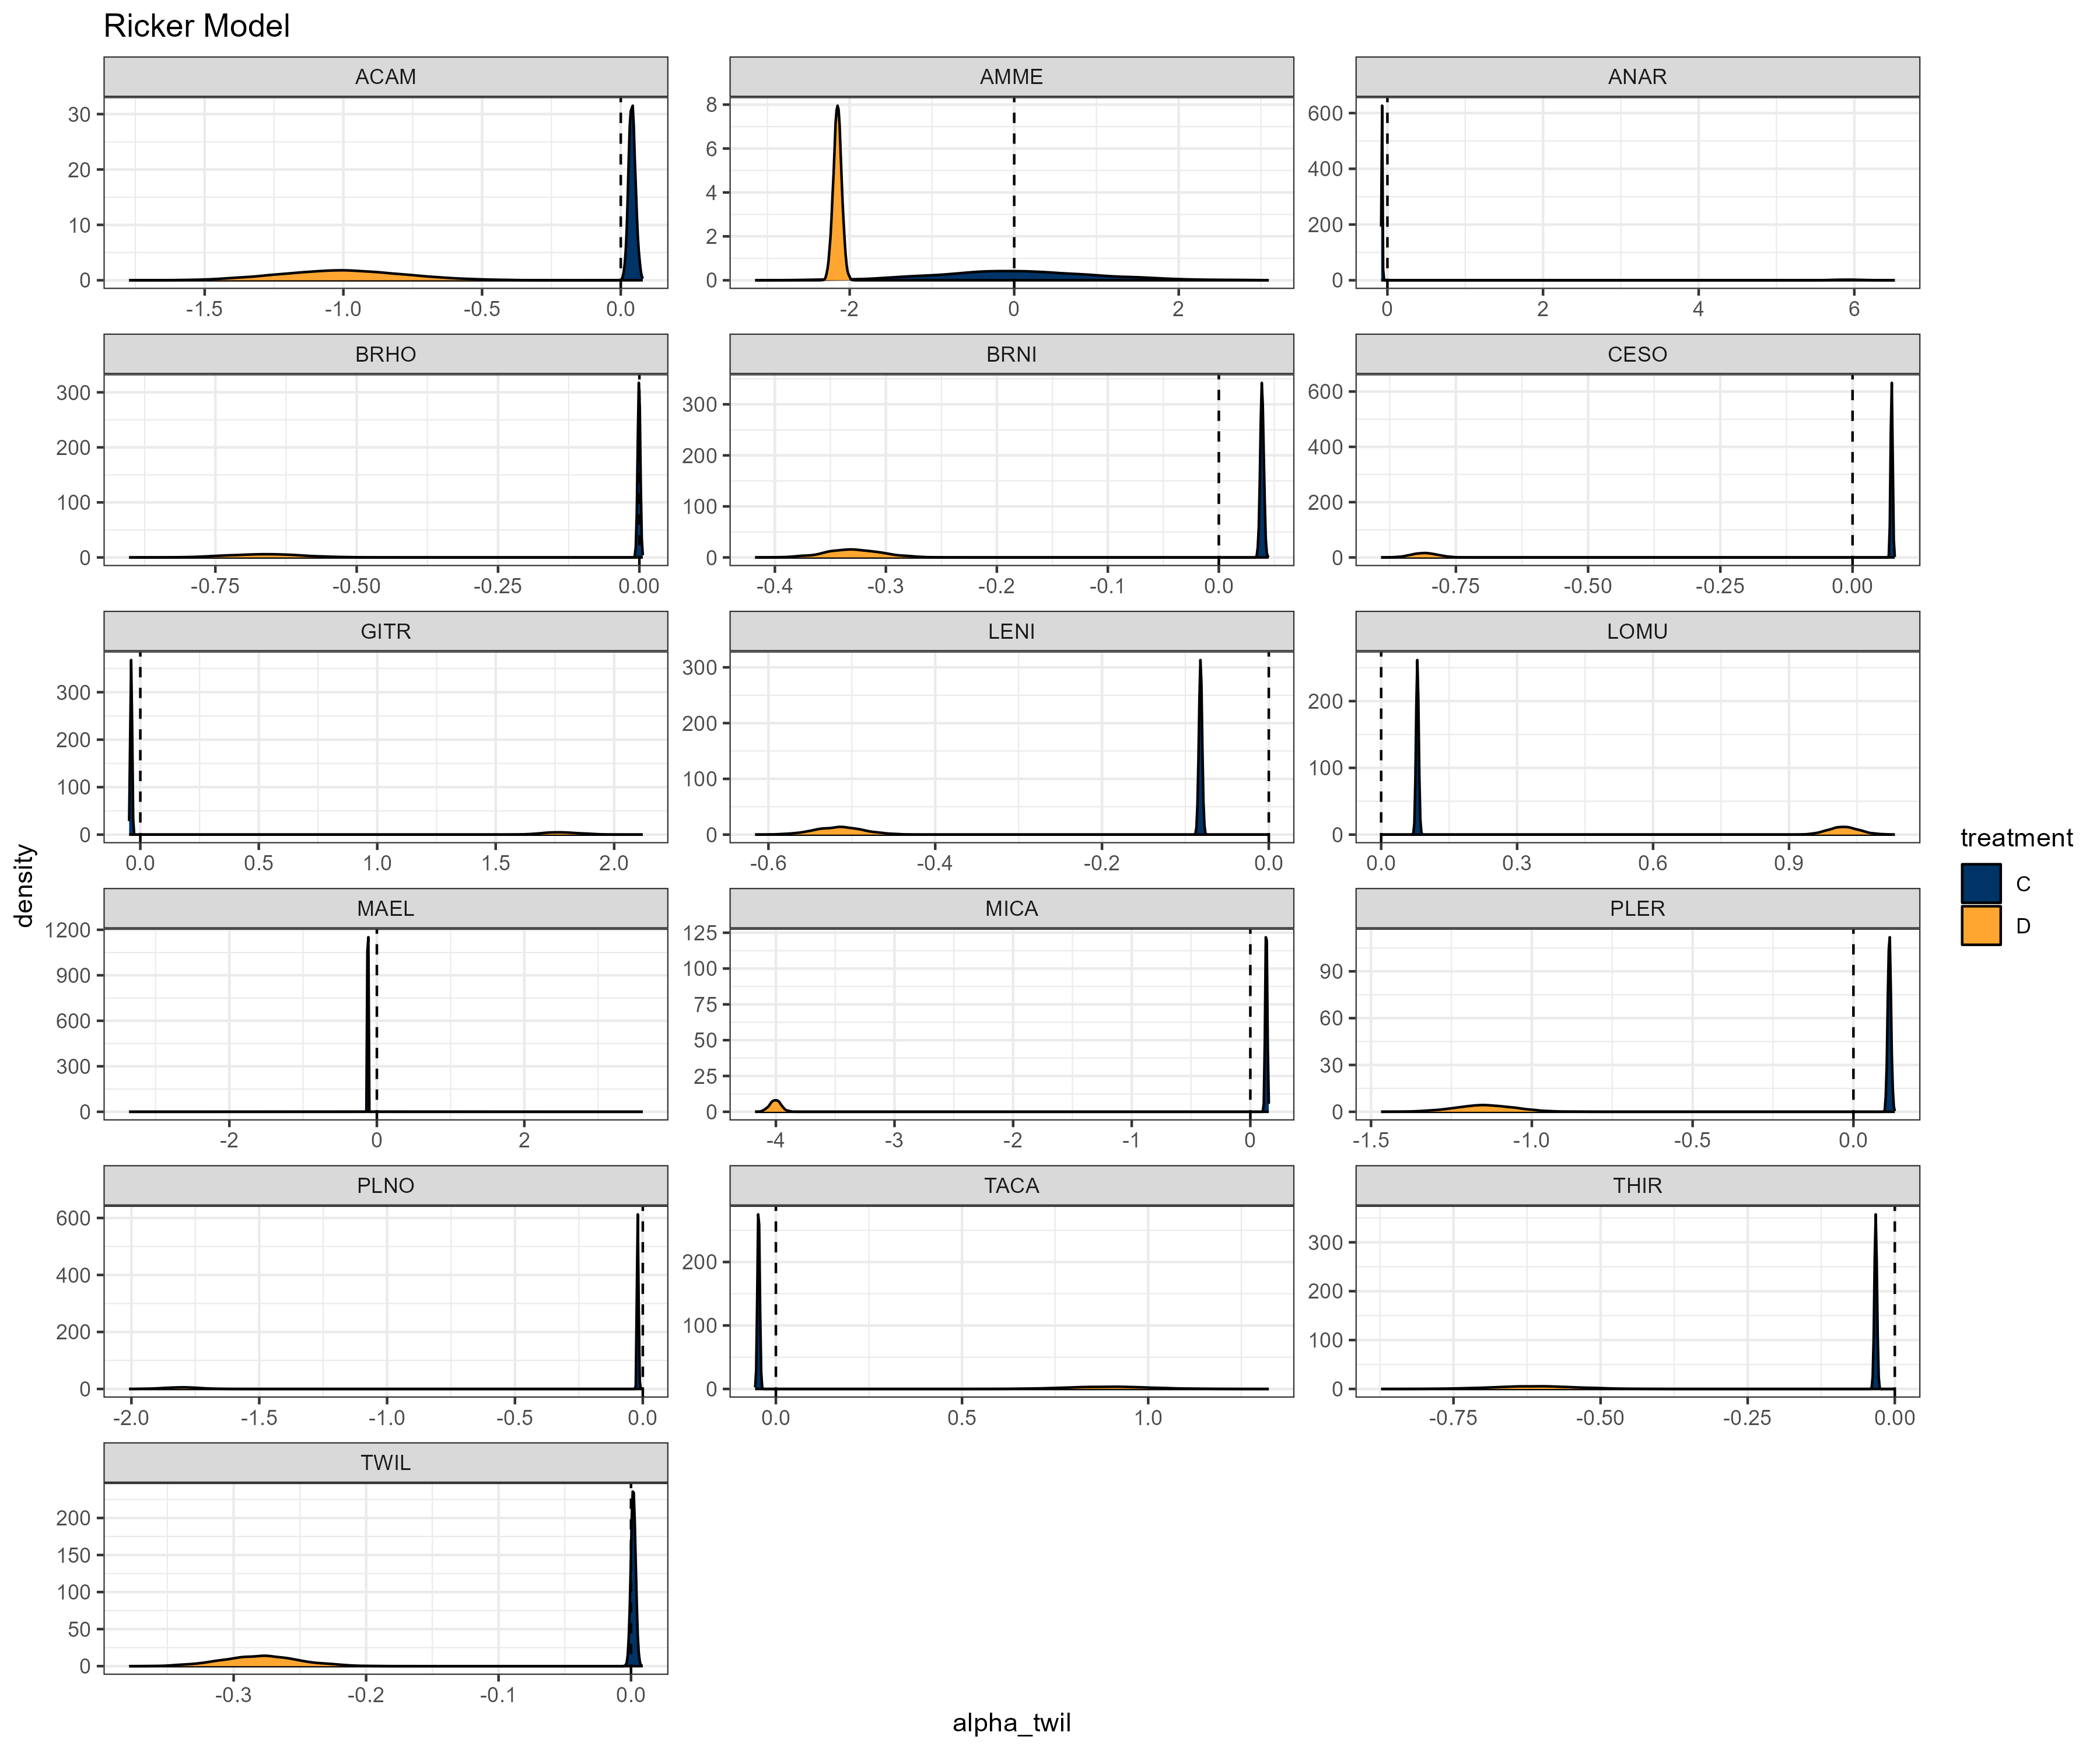 Ricker Model
ACAM AMME ANAR
30 20 10 0
8 6 4 2 0
600 400 200 0
-1.5 -1.0 -0.5 0.0
-2 0 2
0 2 4 6
BRHO BRNI CESO
300 200 100 0
300 200 100 0
600 400 200 0
-0.75 -0.50 -0.25 0.00
-0.4 -0.3 -0.2 -0.1 0.0
-0.75 -0.50 -0.25 0.00
GITR LENI LOMU
300 200 100 0
300 200 100 0
200 100 0
0.0 0.5 1.0 1.5 2.0
-0.6 -0.4 -0.2 0.0
0.0 0.3 0.6 0.9
MAEL MICA PLER
1200 900 600 300 0
125 100 75 50 25 0
90 60 30 0
-2 0 2
-4 -3 -2 -1 0
-1.5 -1.0 -0.5 0.0
PLNO TACA THIR
600 400 200 0
200 100 0
300 200 100 0
-2.0 -1.5 -1.0 -0.5 0.0
0.0 0.5 1.0
-0.75 -0.50 -0.25 0.00
TWIL
200 150 100 50 0
-0.3 -0.2 -0.1 0.0
density
alpha_twil
treatment
C
D